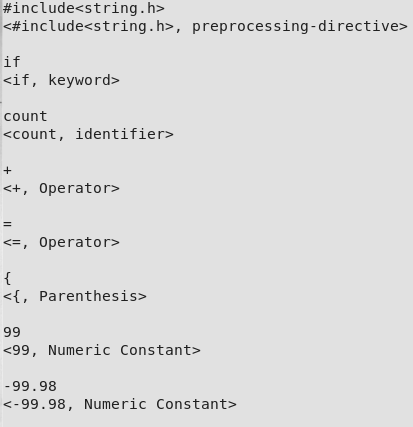 #include<string.h>
<#include<string.h>, preprocessing-directive>
if
<if, keyword>
count
<count, identifier>
+
<+, Operator>
=
<=, Operator>
{
<{, Parenthesis>
99
<99, Numeric Constant>
-99.98
<-99.98, Numeric Constant>